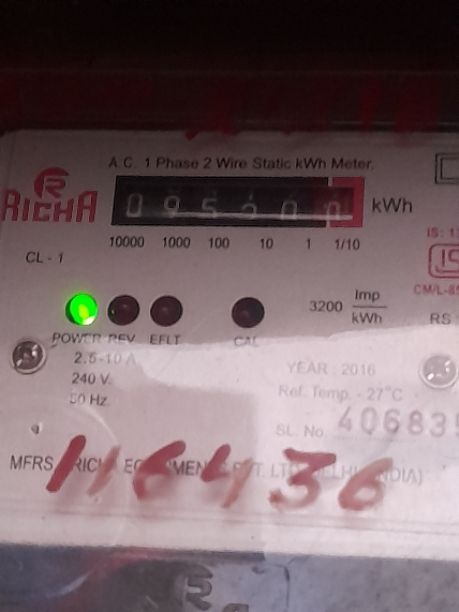 A.C. 1 Phase 2 Wire Static kWh Meter.
RICHA
kWh
10000 1000 100 10 1 1/10
CL - 1
3200 Imp/kWh
POWER REV EFLT CAL
RS
2.5-10 A
240 V.
50 Hz.
YEAR : 2016
Ref. Temp. - 27°C
SL. No.
MFRS
116436